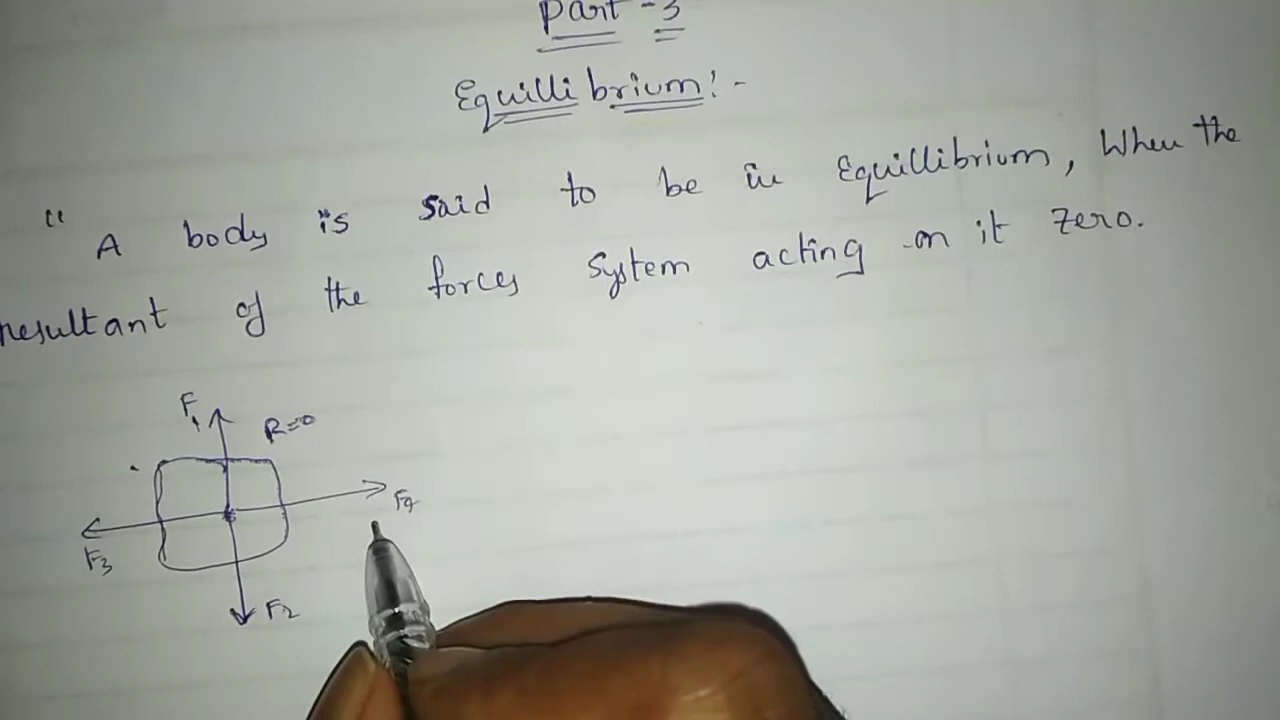 Part - 3
Equillibrium: -
" A body is said to be in Equillibrium, When the
resultant of the forces system acting on it zero.
F1
R=0
F4
F3
F2